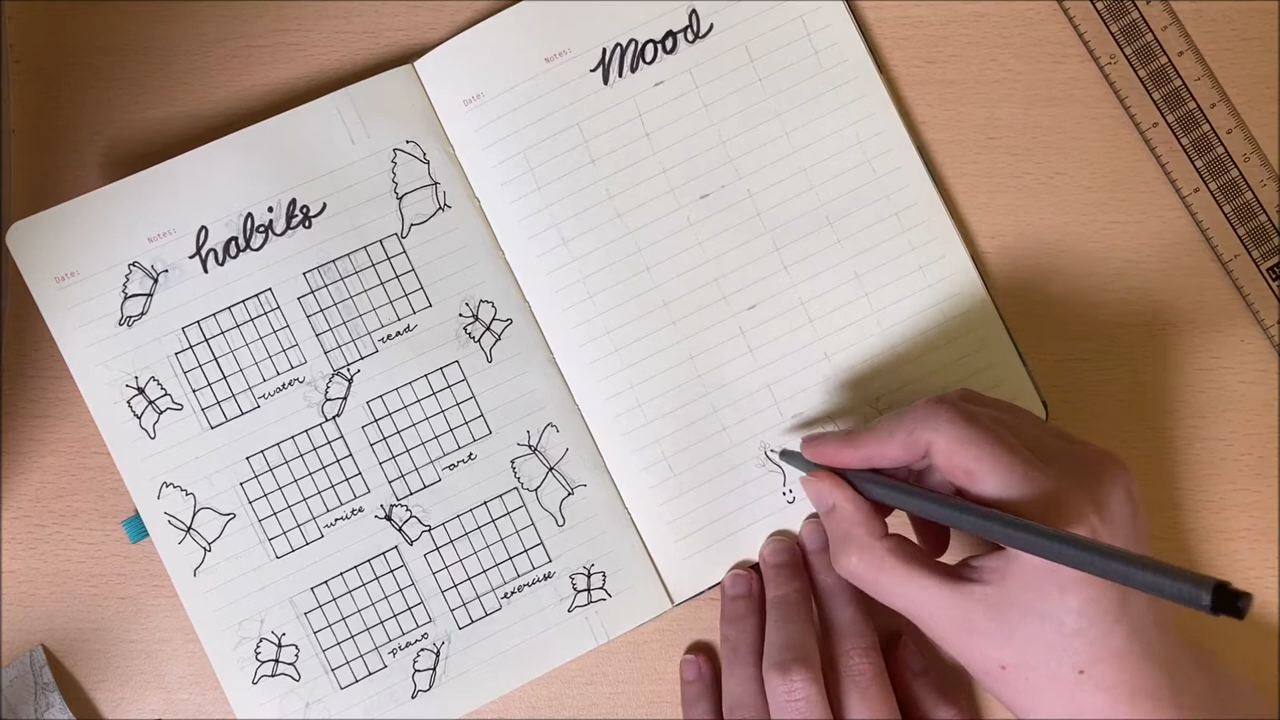 Date:
Notes:
habits
water
read
write
art
piano
exercise
Date:
Notes:
Mood